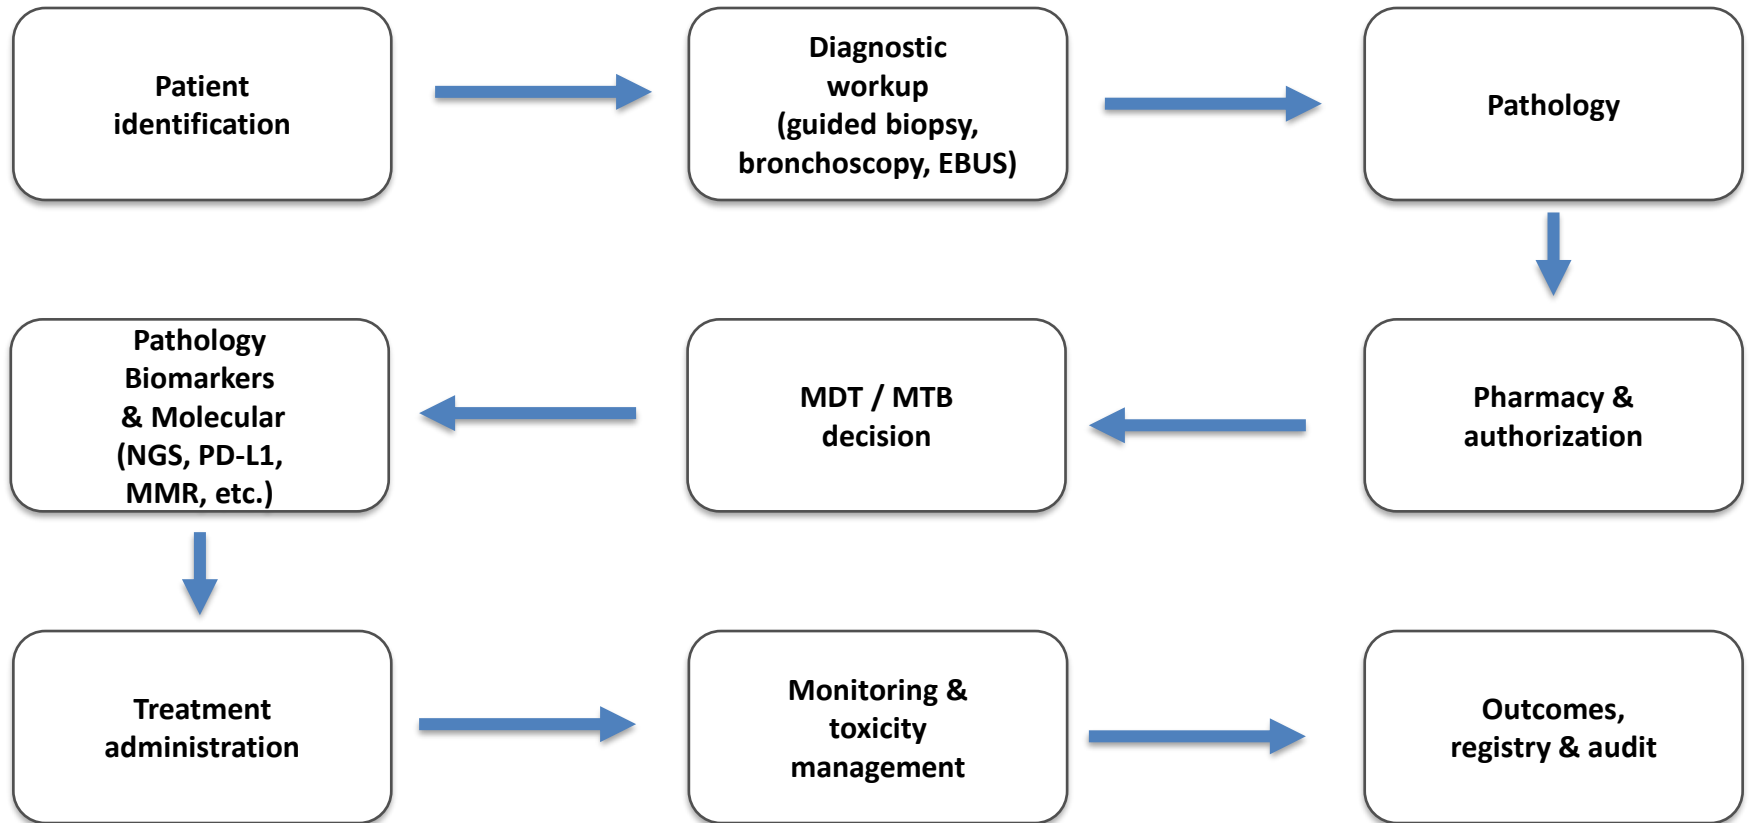 Patient
identification
Diagnostic
workup
(guided biopsy,
bronchoscopy, EBUS)
Pathology
Pathology
Biomarkers
& Molecular
(NGS, PD-L1,
MMR, etc.)
MDT / MTB
decision
Pharmacy &
authorization
Treatment
administration
Monitoring &
toxicity
management
Outcomes,
registry & audit